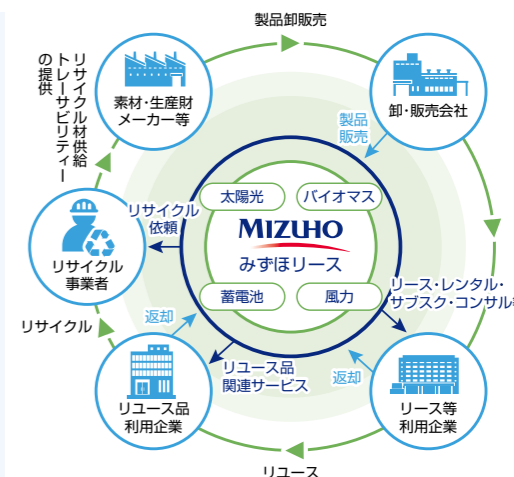 製品卸販売
リサイクル材供給
トレーサビリティー
の提供
素材・生産財
メーカー等
卸・販売会社
製品
販売
太陽光
バイオマス
リサイクル
依頼
MIZUHO
みずほリース
リサイクル
事業者
蓄電池
風力
リース・レンタル・
サブスク・コンサル等
リサイクル
返却
リユース品
関連サービス
返却
リユース品
利用企業
リース等
利用企業
リユース